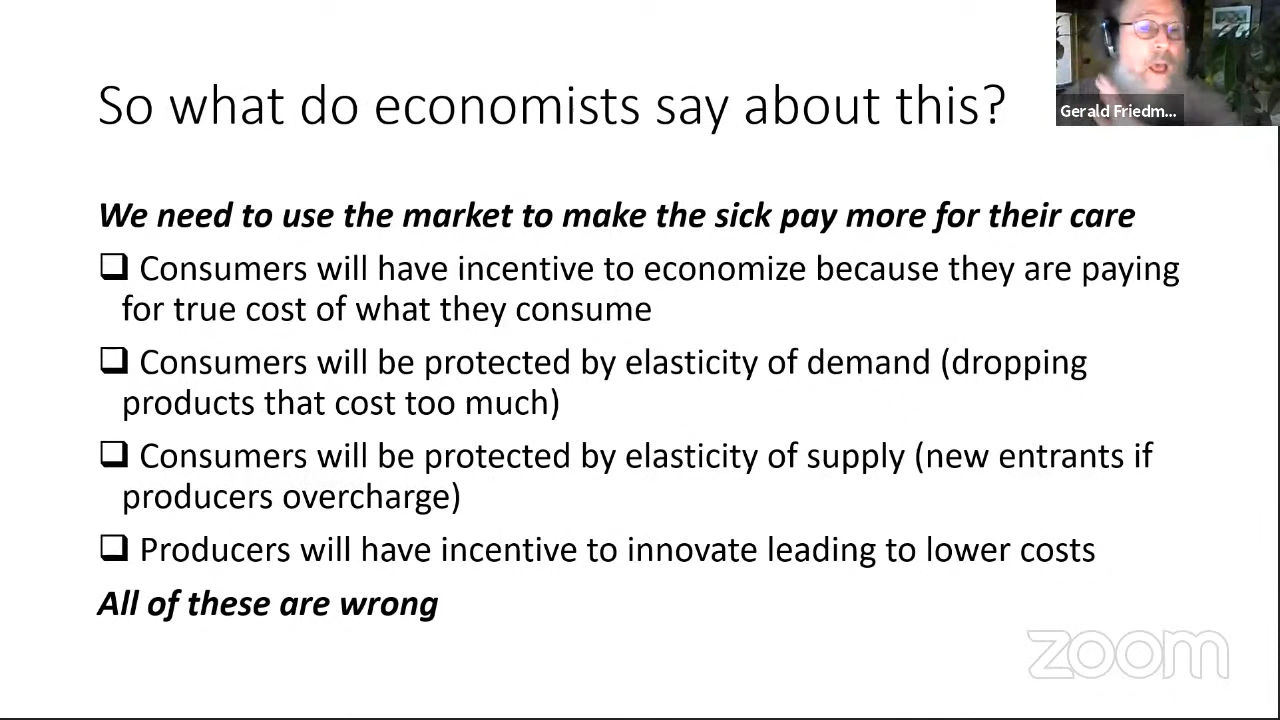 So what do economists say about this?
Gerald Friedm...
We need to use the market to make the sick pay more for their care
❑ Consumers will have incentive to economize because they are paying
for true cost of what they consume
❑ Consumers will be protected by elasticity of demand (dropping
products that cost too much)
❑ Consumers will be protected by elasticity of supply (new entrants if
producers overcharge)
❑ Producers will have incentive to innovate leading to lower costs
All of these are wrong
zoom